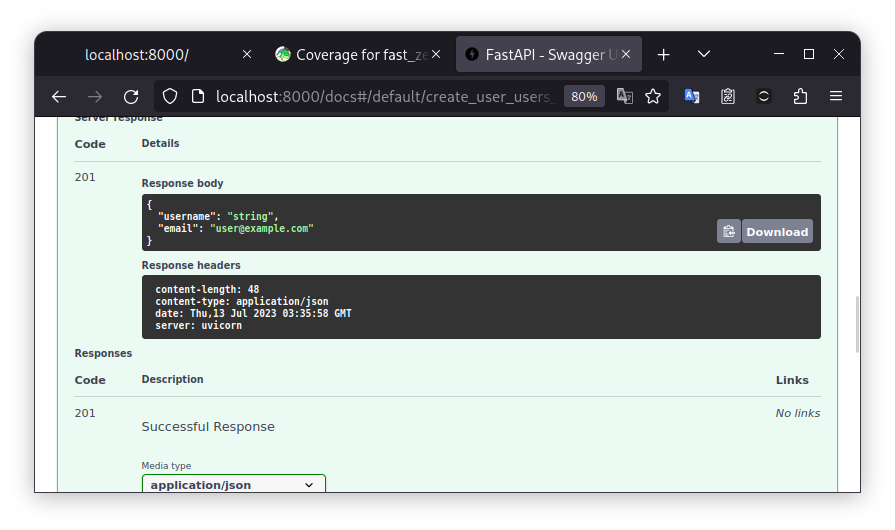 localhost:8000/
Coverage for fast_ze
FastAPI - Swagger U
localhost:8000/docs#/default/create_user_users_
80%
Server response
Code Details
201
Response body
{
"username": "string",
"email": "user@example.com"
}
Download
Response headers
content-length: 48
content-type: application/json
date: Thu,13 Jul 2023 03:35:58 GMT
server: uvicorn
Responses
Code Description Links
201 No links
Successful Response
Media type
application/json